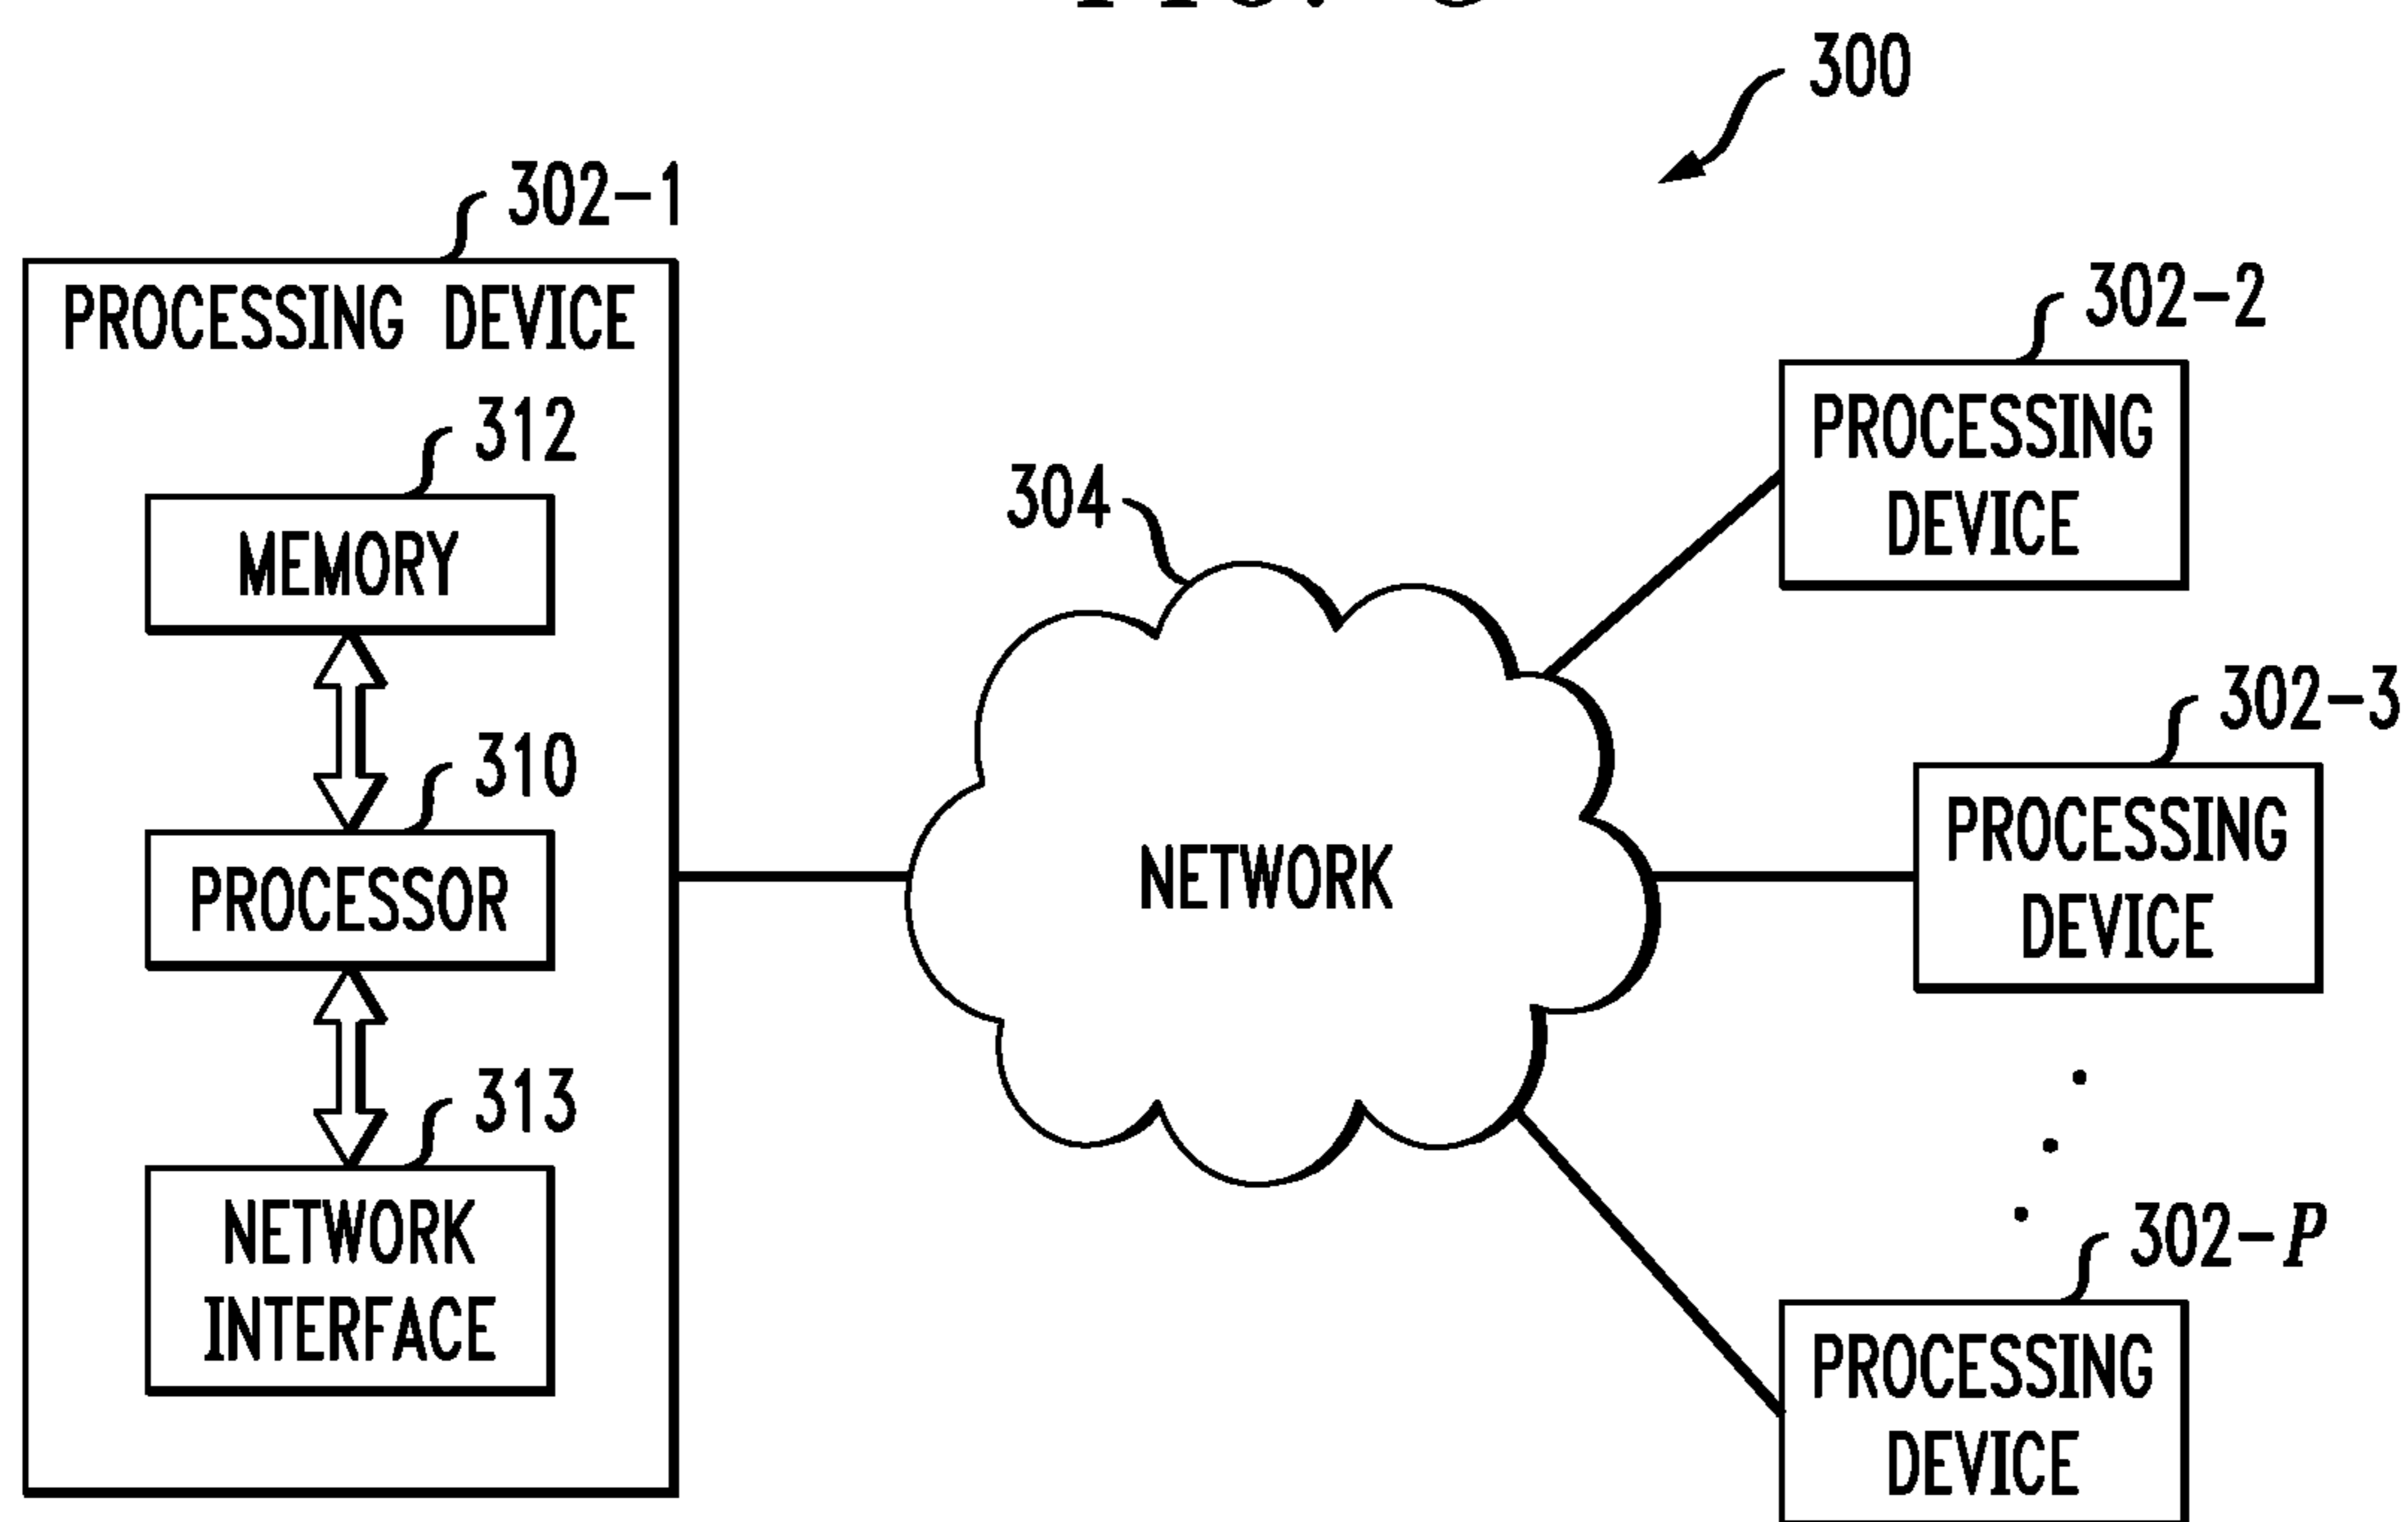 300
302-1
PROCESSING DEVICE
312
MEMORY
310
PROCESSOR
313
NETWORK
INTERFACE
304
NETWORK
302-2
PROCESSING
DEVICE
302-3
PROCESSING
DEVICE
302-P
PROCESSING
DEVICE